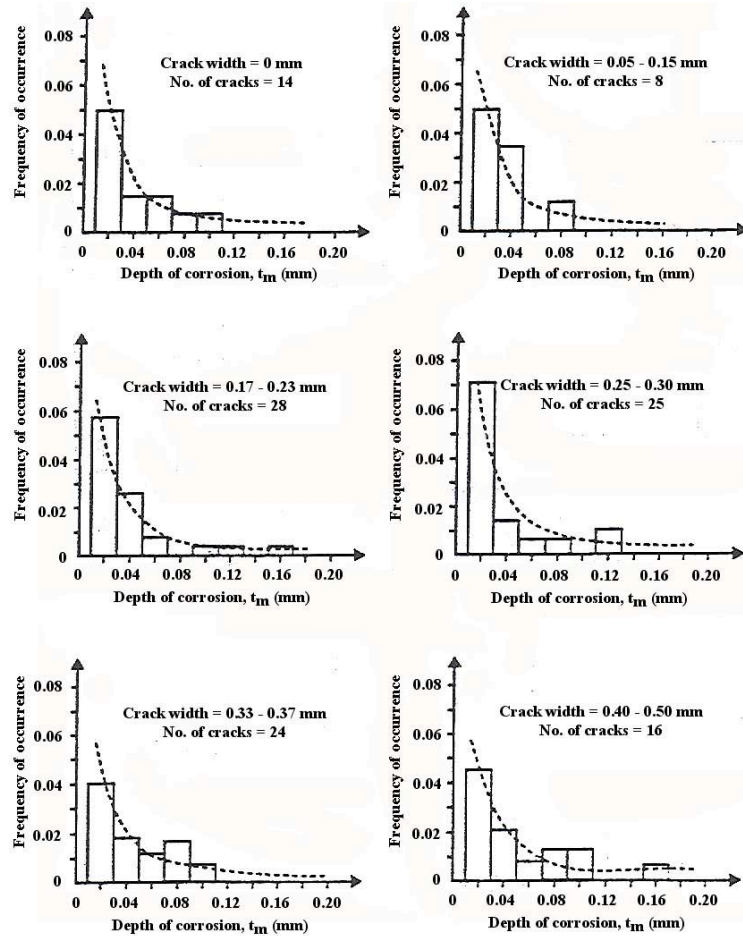 Frequency of occurrence
0.08
0.06
0.04
0.02
0
Crack width = 0 mm
No. of cracks = 14
0 0.04 0.08 0.12 0.16 0.20
Depth of corrosion, tm (mm)
Frequency of occurrence
0.08
0.06
0.04
0.02
0
Crack width = 0.05 - 0.15 mm
No. of cracks = 8
0 0.04 0.08 0.12 0.16 0.20
Depth of corrosion, tm (mm)
Frequency of occurrence
0.08
0.06
0.04
0.02
0
Crack width = 0.17 - 0.23 mm
No. of cracks = 28
0 0.04 0.08 0.12 0.16 0.20
Depth of corrosion, tm (mm)
Frequency of occurrence
0.08
0.06
0.04
0.02
0
Crack width = 0.25 - 0.30 mm
No. of cracks = 25
0 0.04 0.08 0.12 0.16 0.20
Depth of corrosion, tm (mm)
Frequency of occurrence
0.08
0.06
0.04
0.02
0
Crack width = 0.33 - 0.37 mm
No. of cracks = 24
0 0.04 0.08 0.12 0.16 0.20
Depth of corrosion, tm (mm)
Frequency of occurrence
0.08
0.06
0.04
0.02
0
Crack width = 0.40 - 0.50 mm
No. of cracks = 16
0 0.04 0.08 0.12 0.16 0.20
Depth of corrosion, tm (mm)